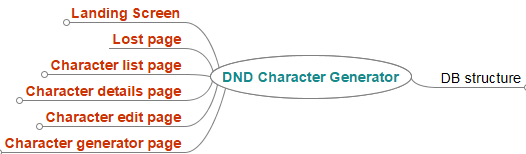 Landing Screen
Lost page
Character list page
Character details page
Character edit page
Character generator page
DND Character Generator
DB structure